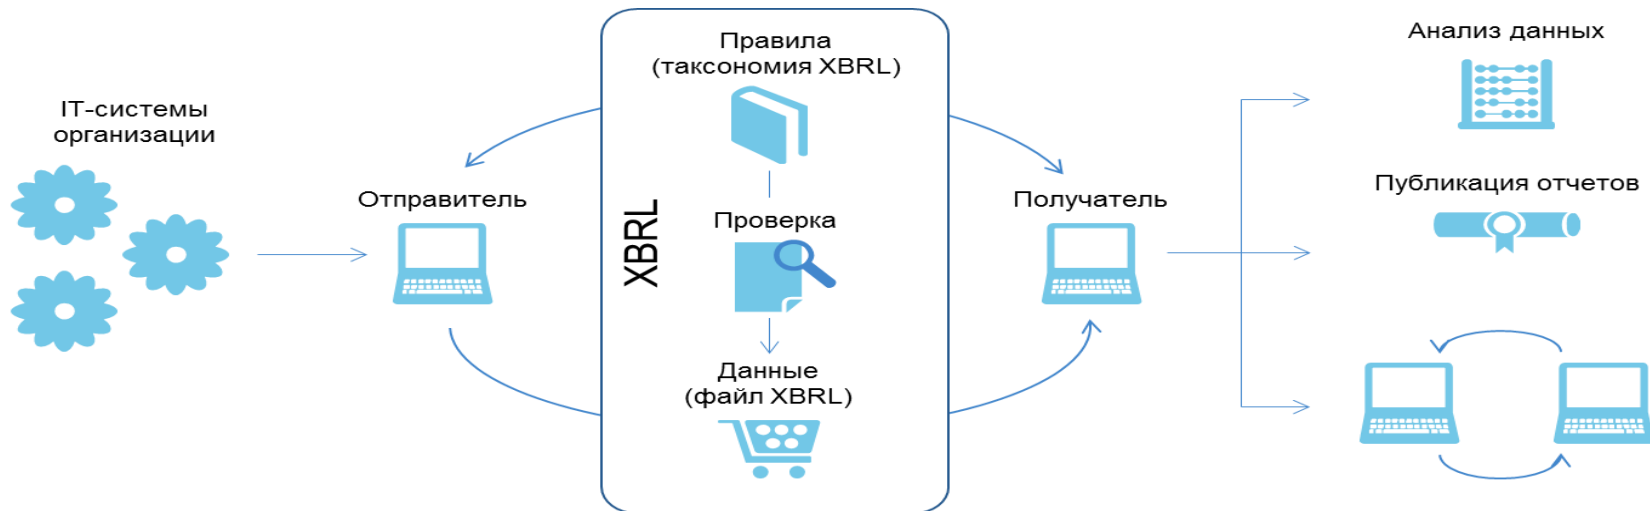 IT-системы
организации
Отправитель
XBRL
Правила
(таксономия XBRL)
Проверка
Данные
(файл XBRL)
Получатель
Анализ данных
Публикация отчетов